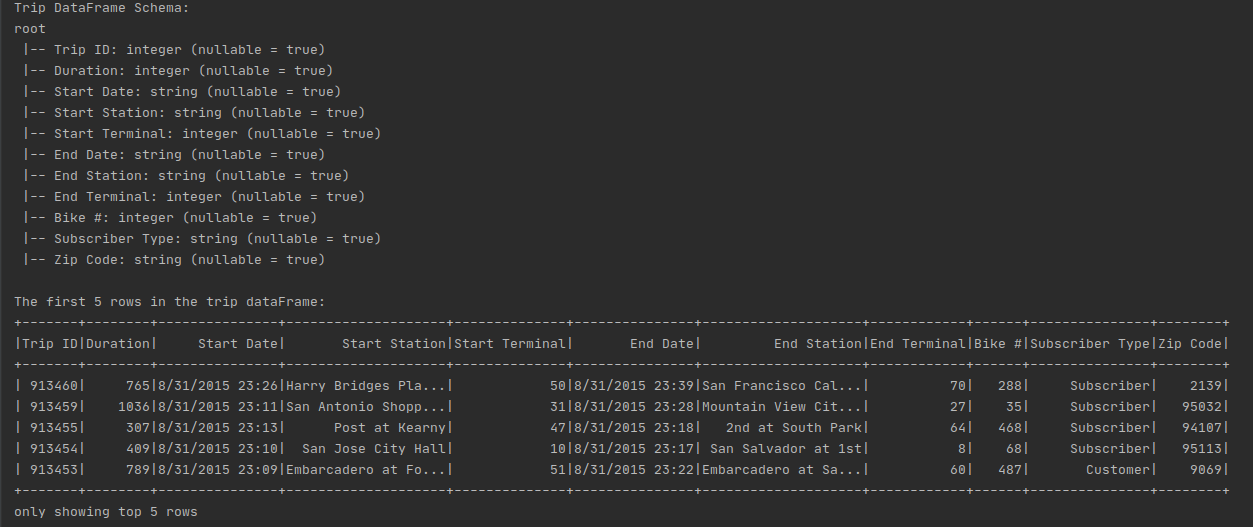 Trip DataFrame Schema:
root
 |-- Trip ID: integer (nullable = true)
 |-- Duration: integer (nullable = true)
 |-- Start Date: string (nullable = true)
 |-- Start Station: string (nullable = true)
 |-- Start Terminal: integer (nullable = true)
 |-- End Date: string (nullable = true)
 |-- End Station: string (nullable = true)
 |-- End Terminal: integer (nullable = true)
 |-- Bike #: integer (nullable = true)
 |-- Subscriber Type: string (nullable = true)
 |-- Zip Code: string (nullable = true)

The first 5 rows in the trip dataFrame:
+-------+--------+---------------+--------------------+--------------+---------------+--------------------+------------+------+---------------+--------+
|Trip ID|Duration|     Start Date|       Start Station|Start Terminal|       End Date|         End Station|End Terminal|Bike #|Subscriber Type|Zip Code|
+-------+--------+---------------+--------------------+--------------+---------------+--------------------+------------+------+---------------+--------+
| 913460|     765|8/31/2015 23:26|Harry Bridges Pla...|            50|8/31/2015 23:39|San Francisco Cal...|          70|   288|     Subscriber|    2139|
| 913459|    1036|8/31/2015 23:11|San Antonio Shopp...|            31|8/31/2015 23:28|Mountain View Cit...|          27|    35|     Subscriber|   95032|
| 913455|     307|8/31/2015 23:13|      Post at Kearny|            47|8/31/2015 23:18|   2nd at South Park|          64|   468|     Subscriber|   94107|
| 913454|     409|8/31/2015 23:10|  San Jose City Hall|            10|8/31/2015 23:17| San Salvador at 1st|           8|    68|     Subscriber|   95113|
| 913453|     789|8/31/2015 23:09|Embarcadero at Fo...|            51|8/31/2015 23:22|Embarcadero at Sa...|          60|   487|       Customer|    9069|
+-------+--------+---------------+--------------------+--------------+---------------+--------------------+------------+------+---------------+--------+
only showing top 5 rows